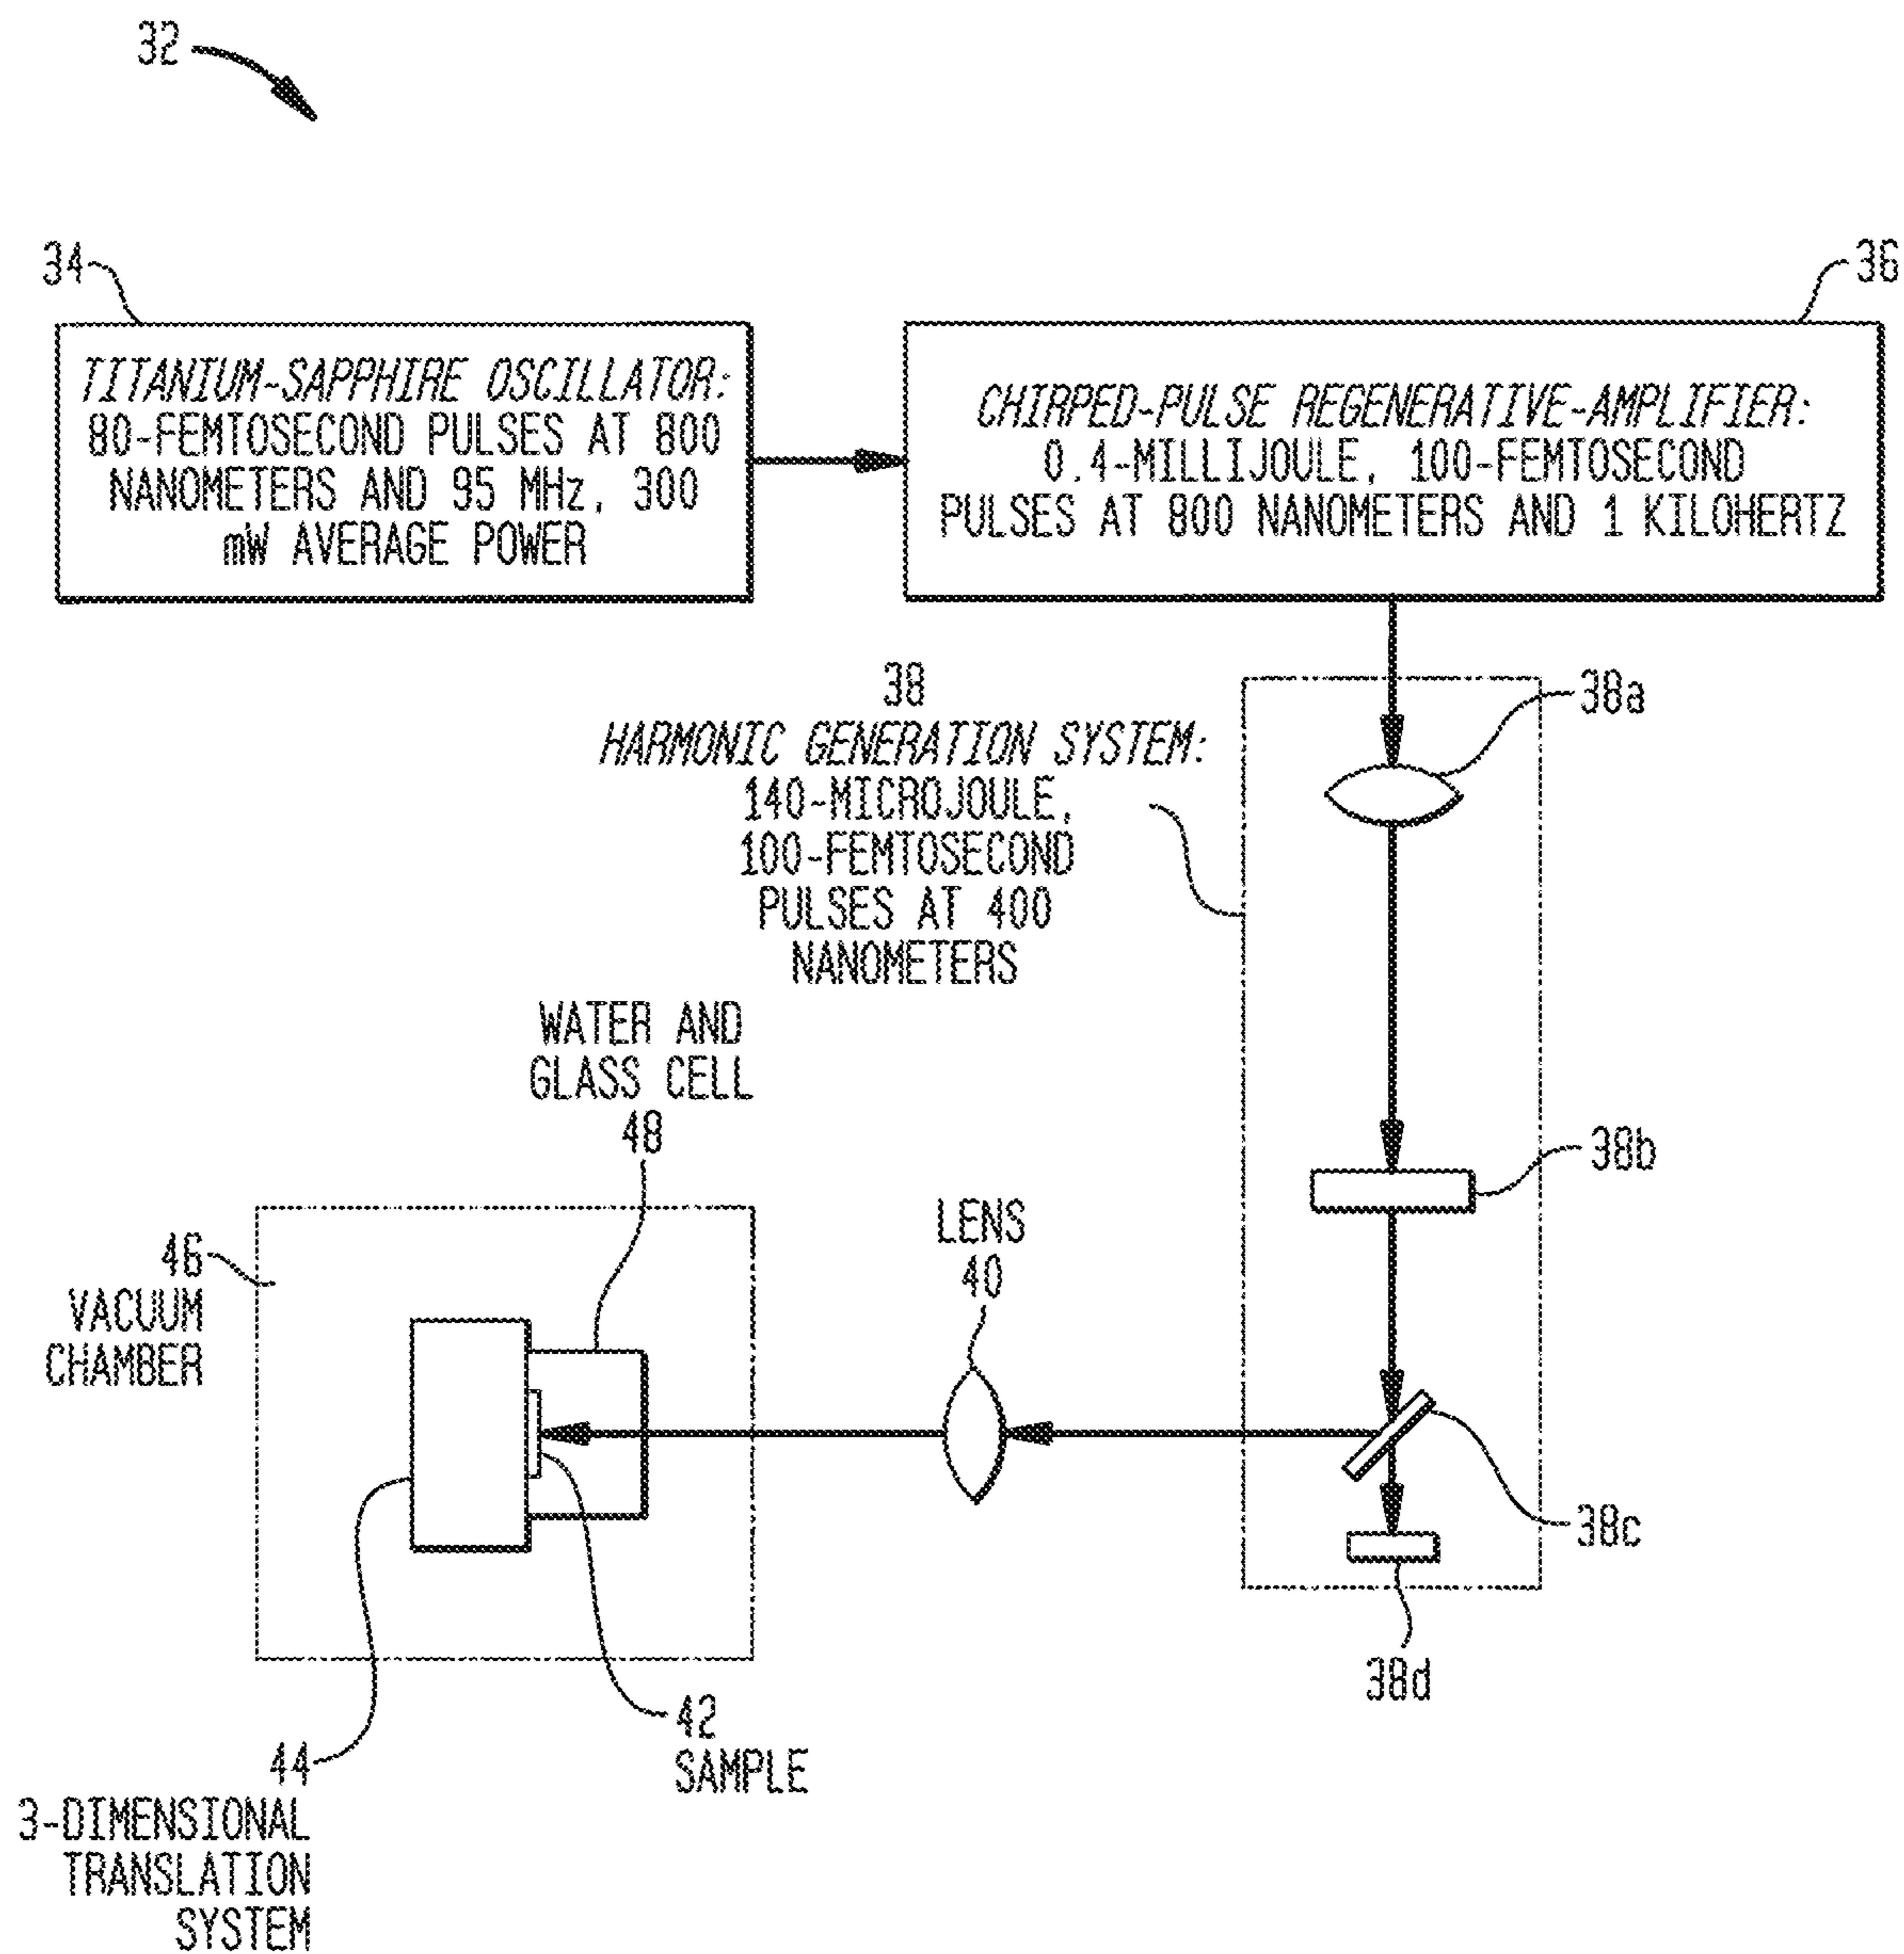 32
34
36
TITANIUM-SAPPHIRE OSCILLATOR:
80-FEMTOSECOND PULSES AT 800
NANOMETERS AND 95 MHz, 300
mW AVERAGE POWER
CHIRPED-PULSE REGENERATIVE-AMPLIFIER:
0.4-MILLIJOULE, 100-FEMTOSECOND
PULSES AT 800 NANOMETERS AND 1 KILOHERTZ
38
HARMONIC GENERATION SYSTEM:
140-MICROJOULE,
100-FEMTOSECOND
PULSES AT 400
NANOMETERS
38a
38b
38c
38d
WATER AND
GLASS CELL
48
LENS
40
46
VACUUM
CHAMBER
42
SAMPLE
44
3-DIMENSIONAL
TRANSLATION
SYSTEM